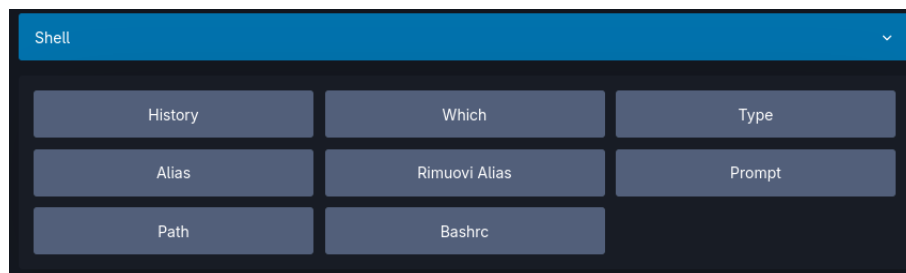 Shell
History Which Type
Alias Rimuovi Alias Prompt
Path Bashrc